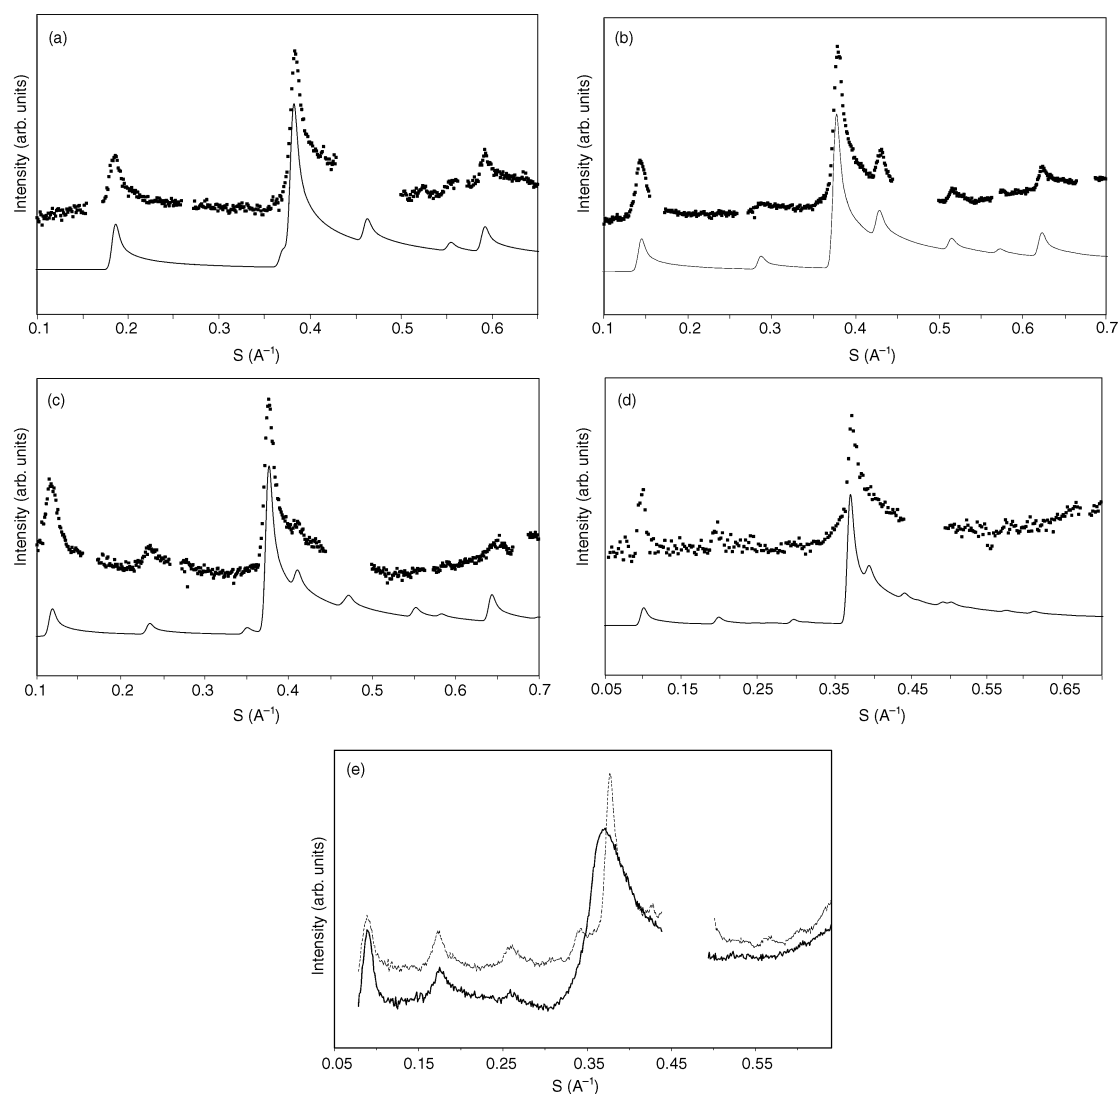 (a)
Intensity (arb. units)
0.1 0.2 0.3 0.4 0.5 0.6
S (A⁻¹)
(b)
Intensity (arb. units)
0.1 0.2 0.3 0.4 0.5 0.6 0.7
S (A⁻¹)
(c)
Intensity (arb. units)
0.1 0.2 0.3 0.4 0.5 0.6 0.7
S (A⁻¹)
(d)
Intensity (arb. units)
0.05 0.15 0.25 0.35 0.45 0.55 0.65
S (A⁻¹)
(e)
Intensity (arb. units)
0.05 0.15 0.25 0.35 0.45 0.55
S (A⁻¹)